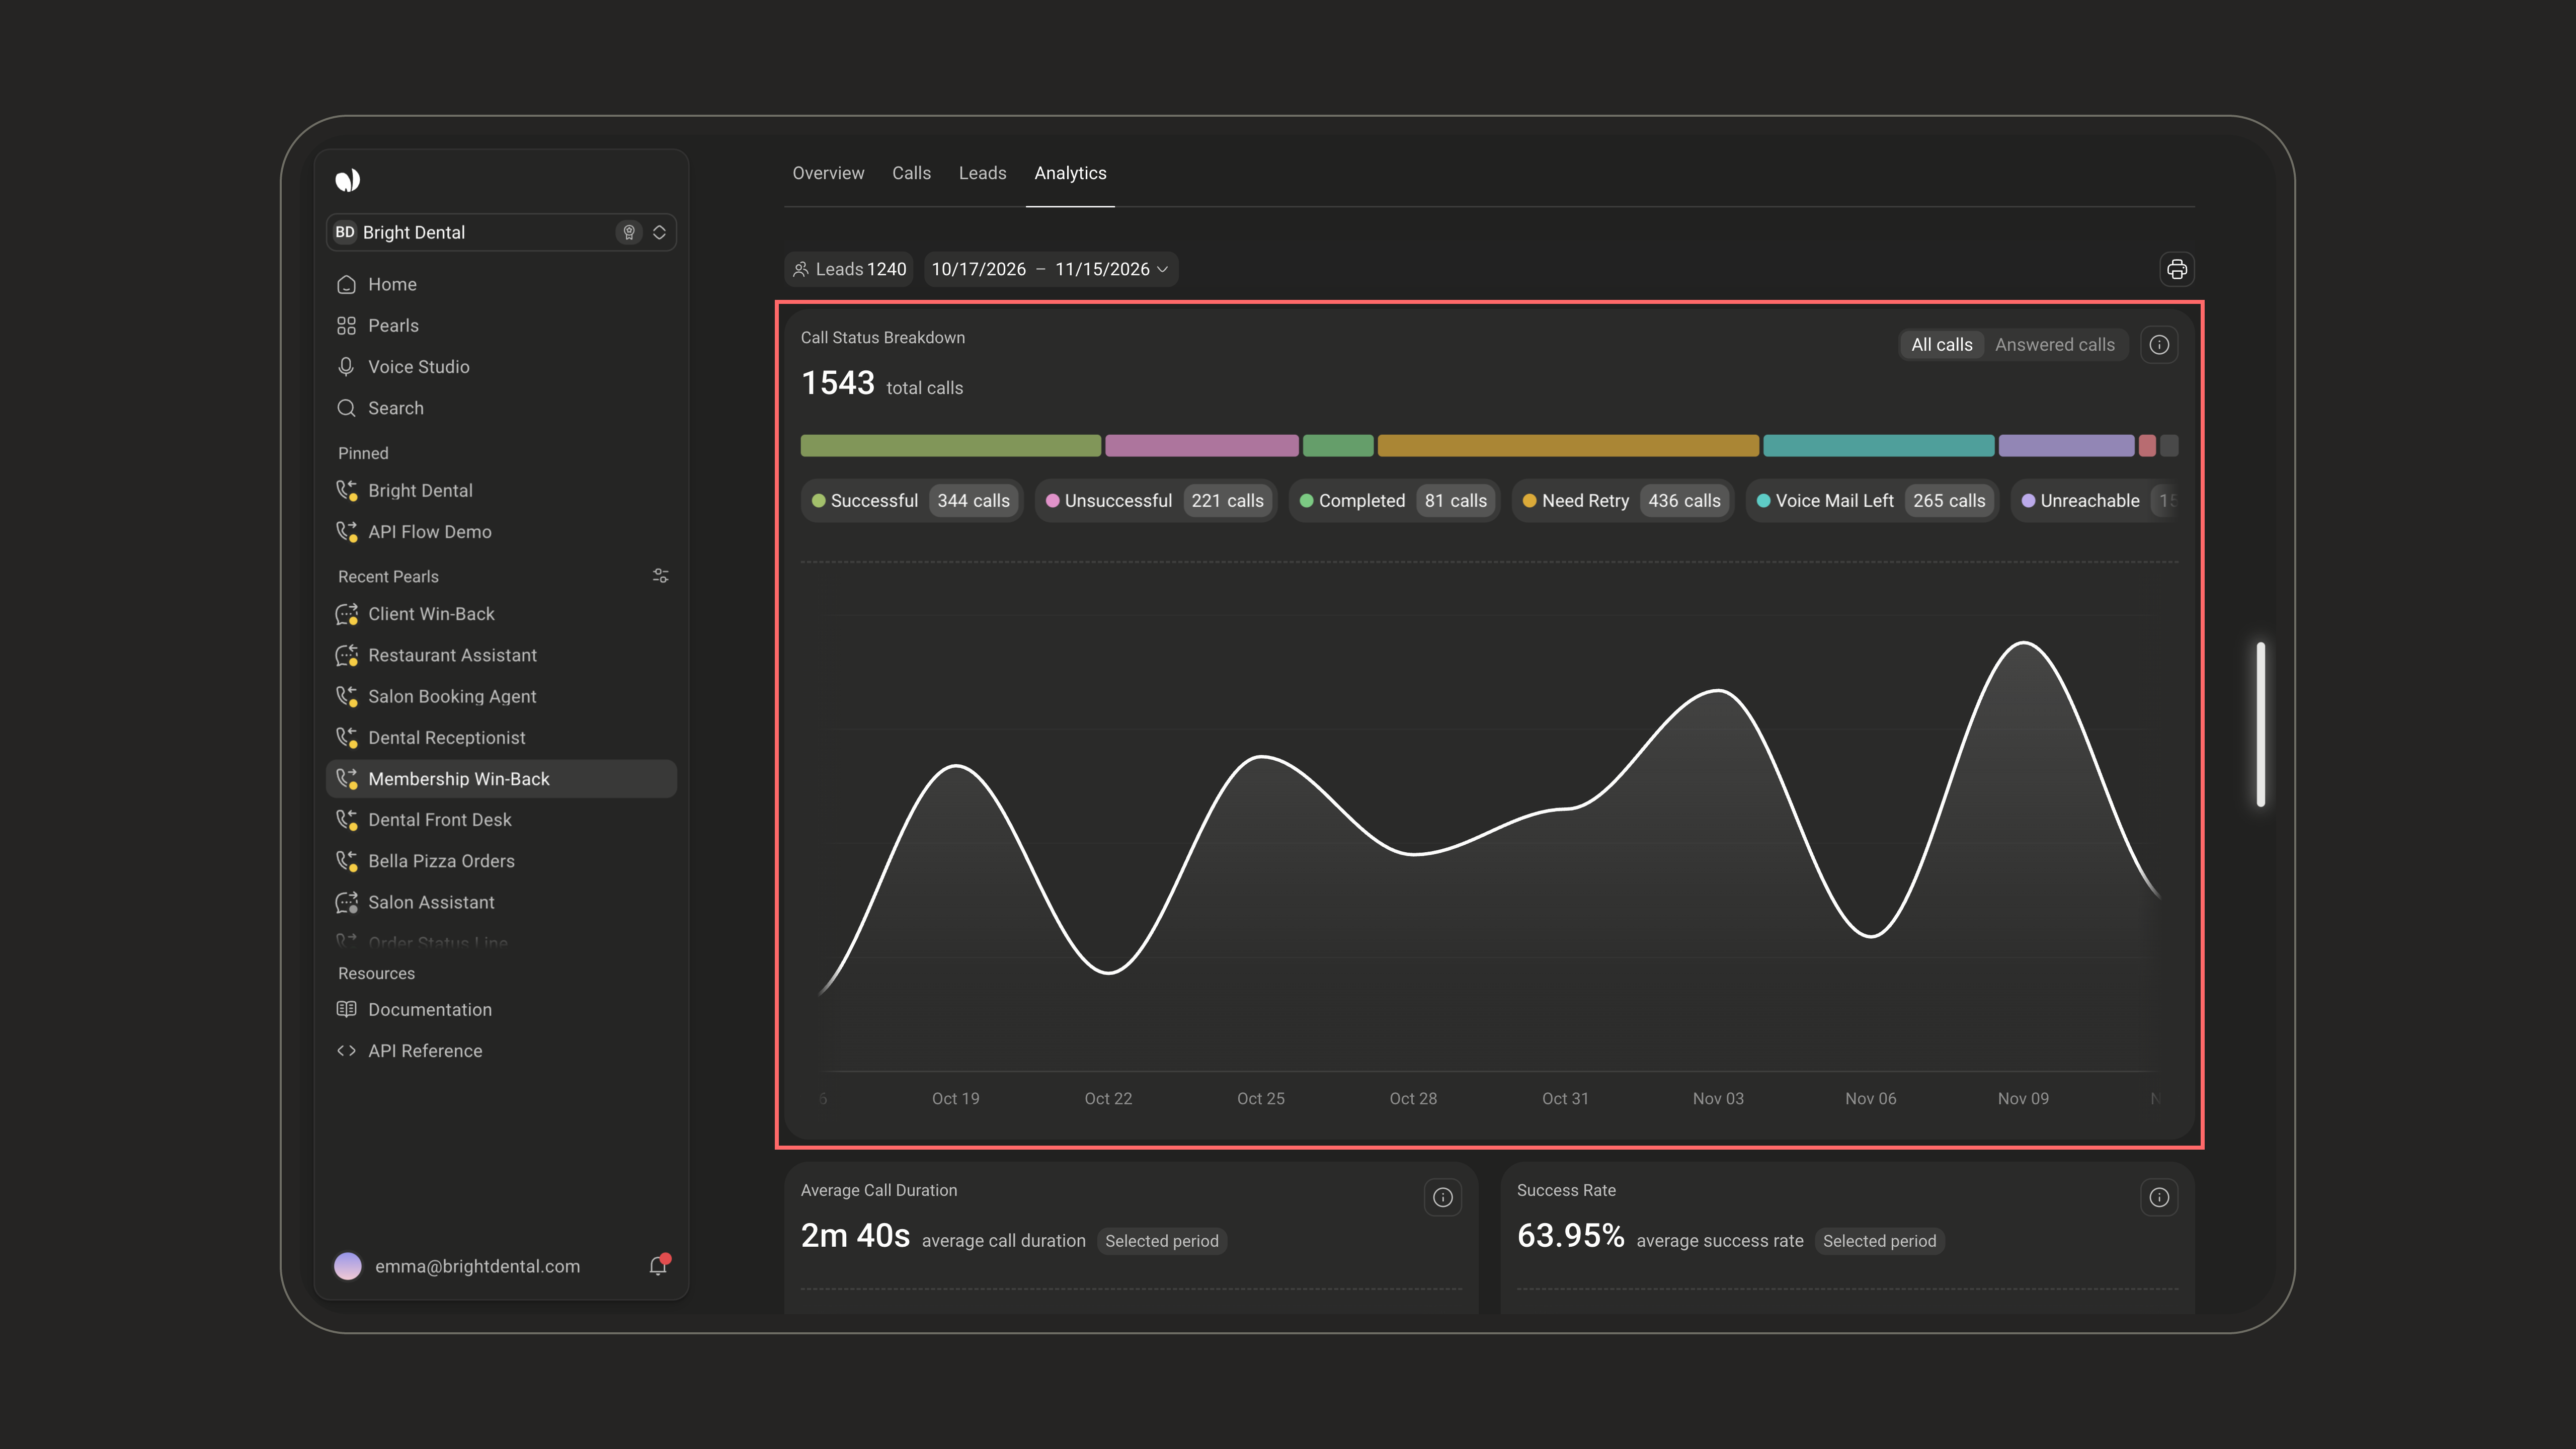 Overview Calls Leads Analytics
BD Bright Dental
Leads 1240 10/17/2026 – 11/15/2026
Home
Pearls
Voice Studio
Search
Pinned
Bright Dental
API Flow Demo
Recent Pearls
Client Win-Back
Restaurant Assistant
Salon Booking Agent
Dental Receptionist
Membership Win-Back
Dental Front Desk
Bella Pizza Orders
Salon Assistant
Order Status Line
Resources
Documentation
API Reference
emma@brightdental.com
Call Status Breakdown
All calls Answered calls
1543 total calls
Successful 344 calls Unsuccessful 221 calls Completed 81 calls Need Retry 436 calls Voice Mail Left 265 calls Unreachable
Oct 19 Oct 22 Oct 25 Oct 28 Oct 31 Nov 03 Nov 06 Nov 09
Average Call Duration
2m 40s average call duration Selected period
Success Rate
63.95% average success rate Selected period